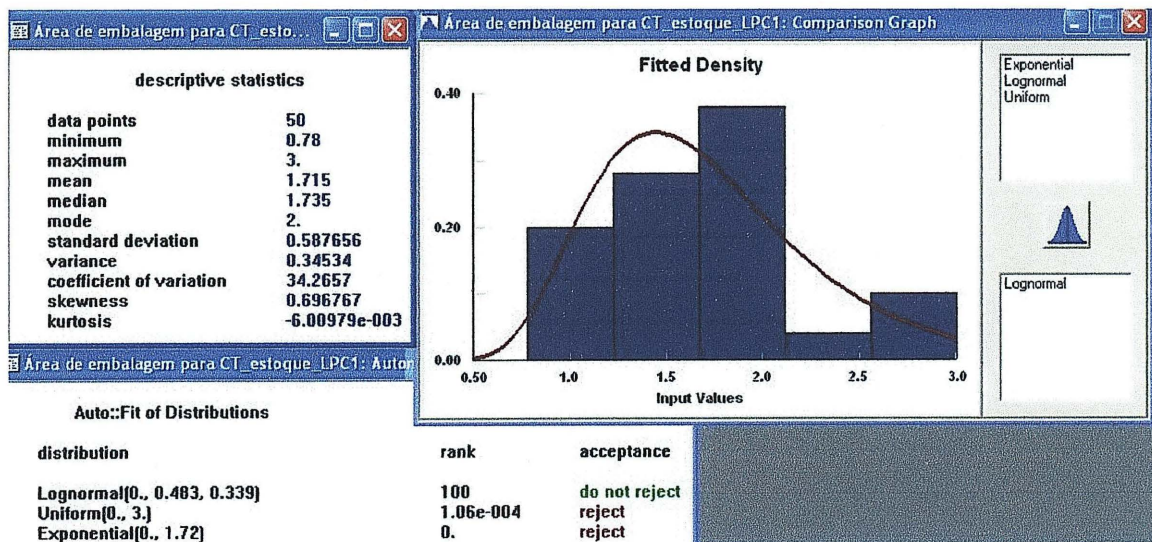 Área de embalagem para CT_esto...
descriptive statistics
data points 50
minimum 0.78
maximum 3.
mean 1.715
median 1.735
mode 2.
standard deviation 0.587656
variance 0.34534
coefficient of variation 34.2657
skewness 0.696767
kurtosis -6.00979e-003
Área de embalagem para CT_estoque_LPC1: Comparison Graph
Fitted Density
0.40
0.20
0.00
0.50 1.0 1.5 2.0 2.5 3.0
Input Values
Exponential
Lognormal
Uniform
Lognormal
Área de embalagem para CT_estoque_LPC1: Autom
Auto::Fit of Distributions
distribution rank acceptance
Lognormal(0., 0.483, 0.339) 100 do not reject
Uniform(0., 3.) 1.06e-004 reject
Exponential(0., 1.72) 0. reject